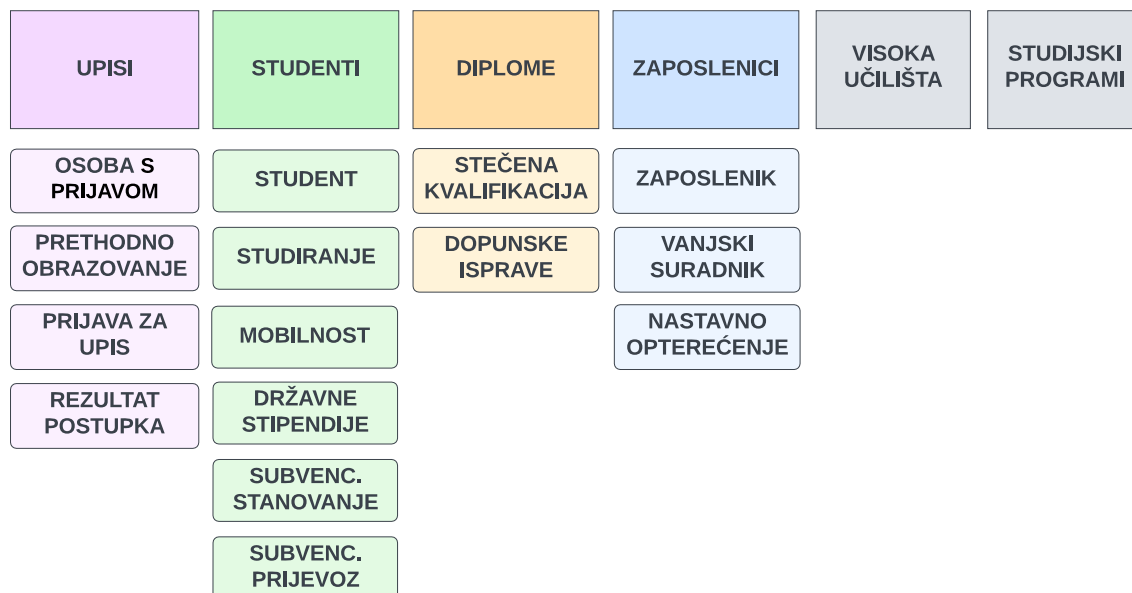 UPISI
STUDENTI
DIPLOME
ZAPOSLENICI
VISOKA
UČILIŠTA
STUDIJSKI
PROGRAMI
OSOBA S
PRIJAVOM
PRETHODNO
OBRAZOVANJE
PRIJAVA ZA
UPIS
REZULTAT
POSTUPKA
STUDENT
STUDIRANJE
MOBILNOST
DRŽAVNE
STIPENDIJE
SUBVENC.
STANOVANJE
SUBVENC.
PRIJEVOZ
STEČENA
KVALIFIKACIJA
DOPUNSKE
ISPRAVE
ZAPOSLENIK
VANJSKI
SURADNIK
NASTAVNO
OPTEREĆENJE